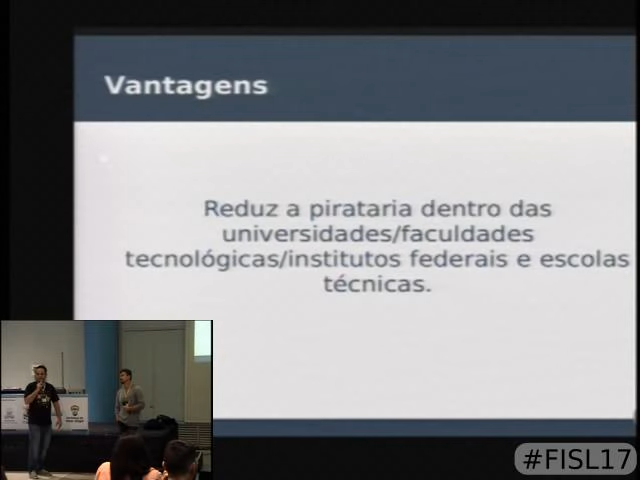 Vantagens
Reduz a pirataria dentro das
universidades/faculdades
tecnológicas/institutos federais e escolas
técnicas.
#FISL17